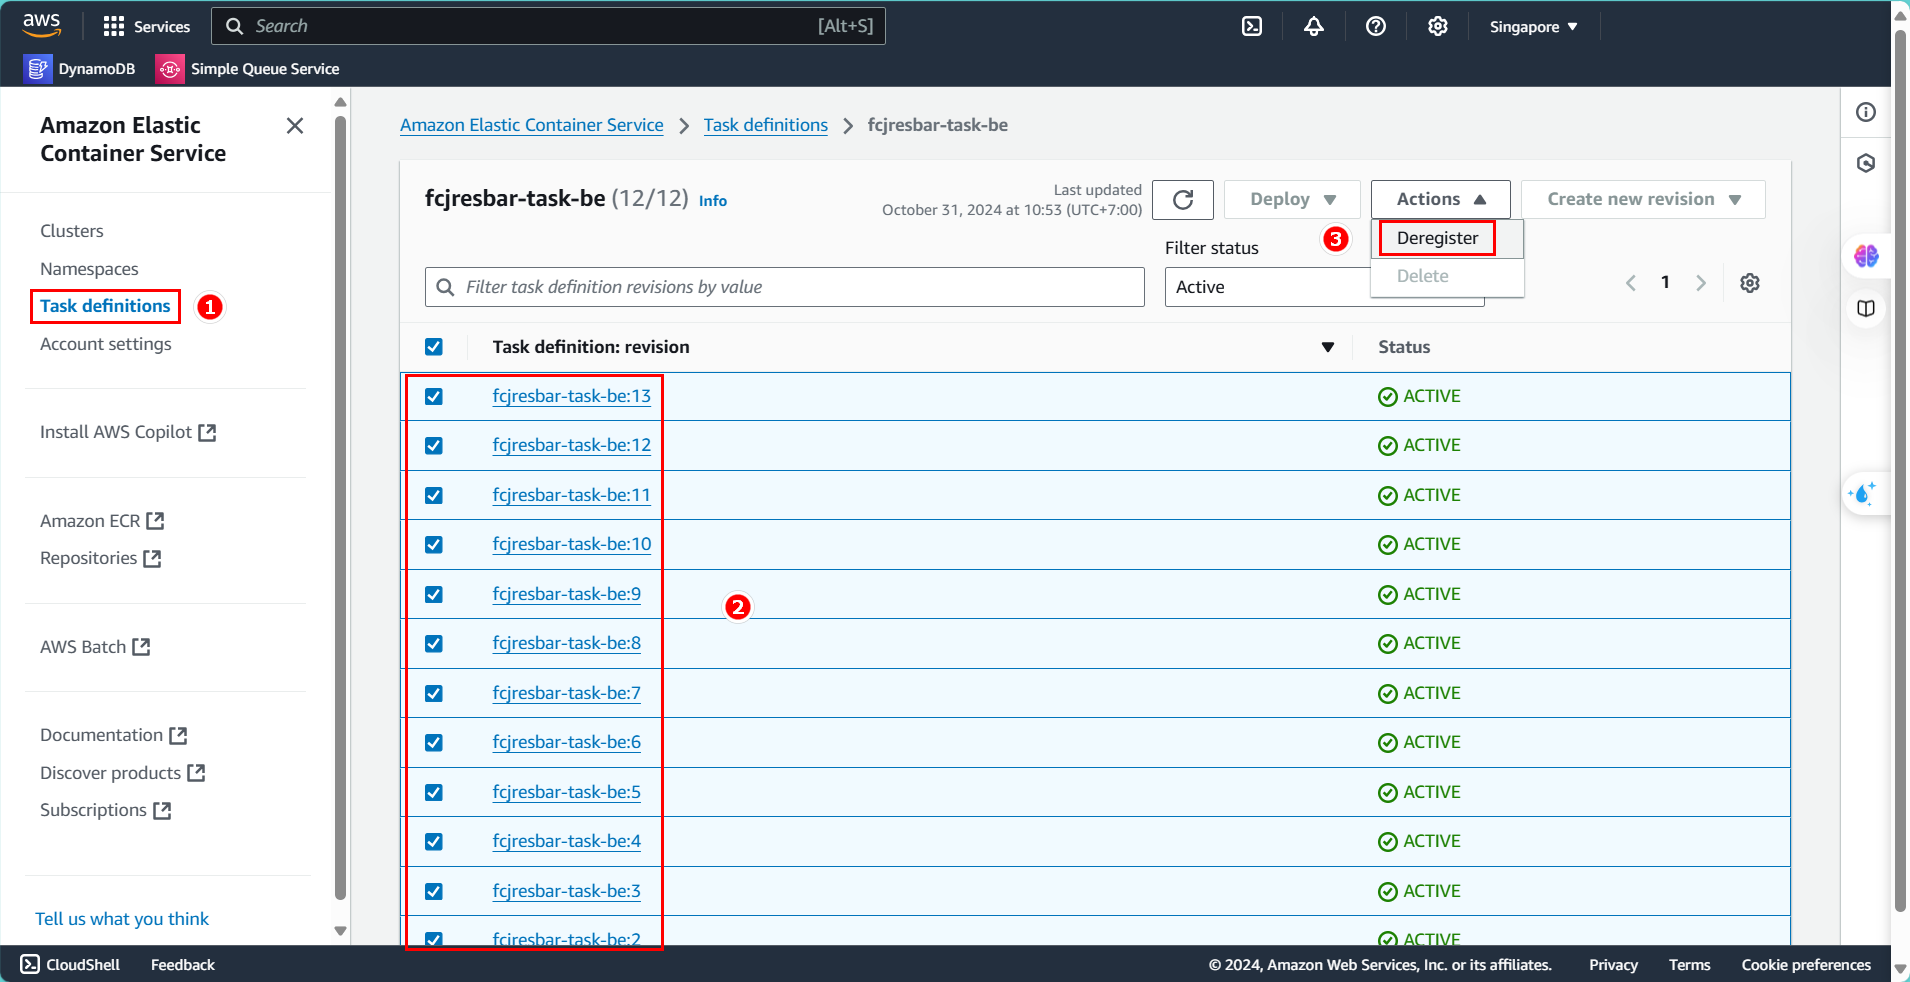 aws
Services
Search
[Alt+S]
Singapore
DynamoDB
Simple Queue Service
Amazon Elastic
Container Service
Clusters
Namespaces
Task definitions
1
Account settings
Install AWS Copilot
Amazon ECR
Repositories
AWS Batch
Documentation
Discover products
Subscriptions
Tell us what you think
Amazon Elastic Container Service
Task definitions
fcjresbar-task-be
fcjresbar-task-be (12/12) Info
Last updated
October 31, 2024 at 10:53 (UTC+7:00)
Deploy
Actions
Create new revision
3
Deregister
Delete
Filter status
Filter task definition revisions by value
Active
1
Task definition: revision
Status
fcjresbar-task-be:13 ACTIVE
fcjresbar-task-be:12 ACTIVE
fcjresbar-task-be:11 ACTIVE
fcjresbar-task-be:10 ACTIVE
fcjresbar-task-be:9 ACTIVE
2
fcjresbar-task-be:8 ACTIVE
fcjresbar-task-be:7 ACTIVE
fcjresbar-task-be:6 ACTIVE
fcjresbar-task-be:5 ACTIVE
fcjresbar-task-be:4 ACTIVE
fcjresbar-task-be:3 ACTIVE
fcjresbar-task-be:2 ACTIVE
CloudShell
Feedback
© 2024, Amazon Web Services, Inc. or its affiliates.
Privacy
Terms
Cookie preferences